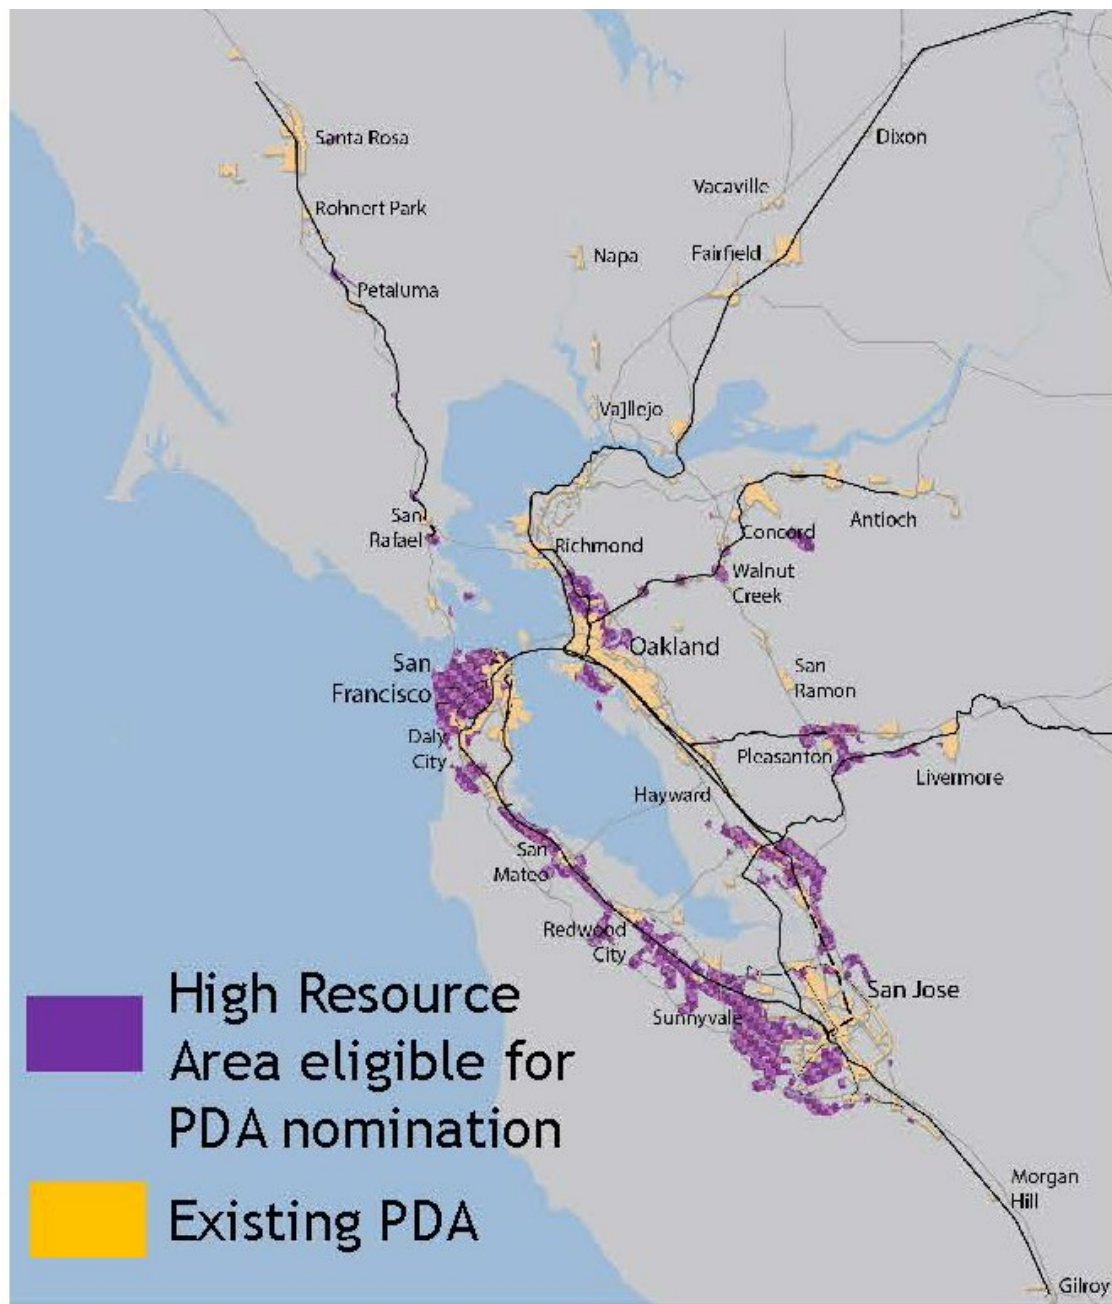 Santa Rosa
Rohnert Park
Petaluma
Napa
Vacaville
Dixon
Fairfield
Va]llejo
San
Rafael
Richmond
Concord
Antioch
Walnut
Creek
Oakland
San
Francisco
San
Ramon
Daly
City
Pleasanton
Livermore
Hayward
San
Mateo
Redwood
City
Sunnyvale
San Jose
Morgan
Hill
Gilroy
High Resource
Area eligible for
PDA nomination
Existing PDA